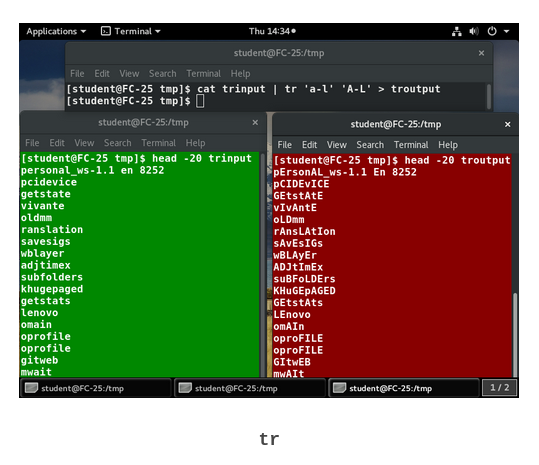 Applications Terminal Thu 14:34
student@FC-25:/tmp
File Edit View Search Terminal Help
[student@FC-25 tmp]$ cat trinput | tr 'a-l' 'A-L' > troutput
[student@FC-25 tmp]$
student@FC-25:/tmp
File Edit View Search Terminal Help
[student@FC-25 tmp]$ head -20 trinput
personal_ws-1.1 en 8252
pcidevice
getstate
vivante
oldmm
ranslation
savesigs
wblayer
adjtimex
subfolders
khugepaged
getstats
lenovo
omain
oprofile
oprofile
gitweb
mwait
student@FC-25:/tmp
File Edit View Search Terminal Help
[student@FC-25 tmp]$ head -20 troutput
pErsonAL_ws-1.1 En 8252
pCIDEvICE
GEtstAtE
vIvAntE
oLDmm
rAnsLAtIon
sAvEsIGs
wBLAyEr
ADJtImEx
suBFoLDErs
KHuGEpAGED
GEtstAts
LEnovo
omAIn
oproFILE
oproFILE
GItwEB
mwAIt
student@FC-25:/tmp
student@FC-25:/tmp
student@FC-25:/tmp
1 / 2
tr